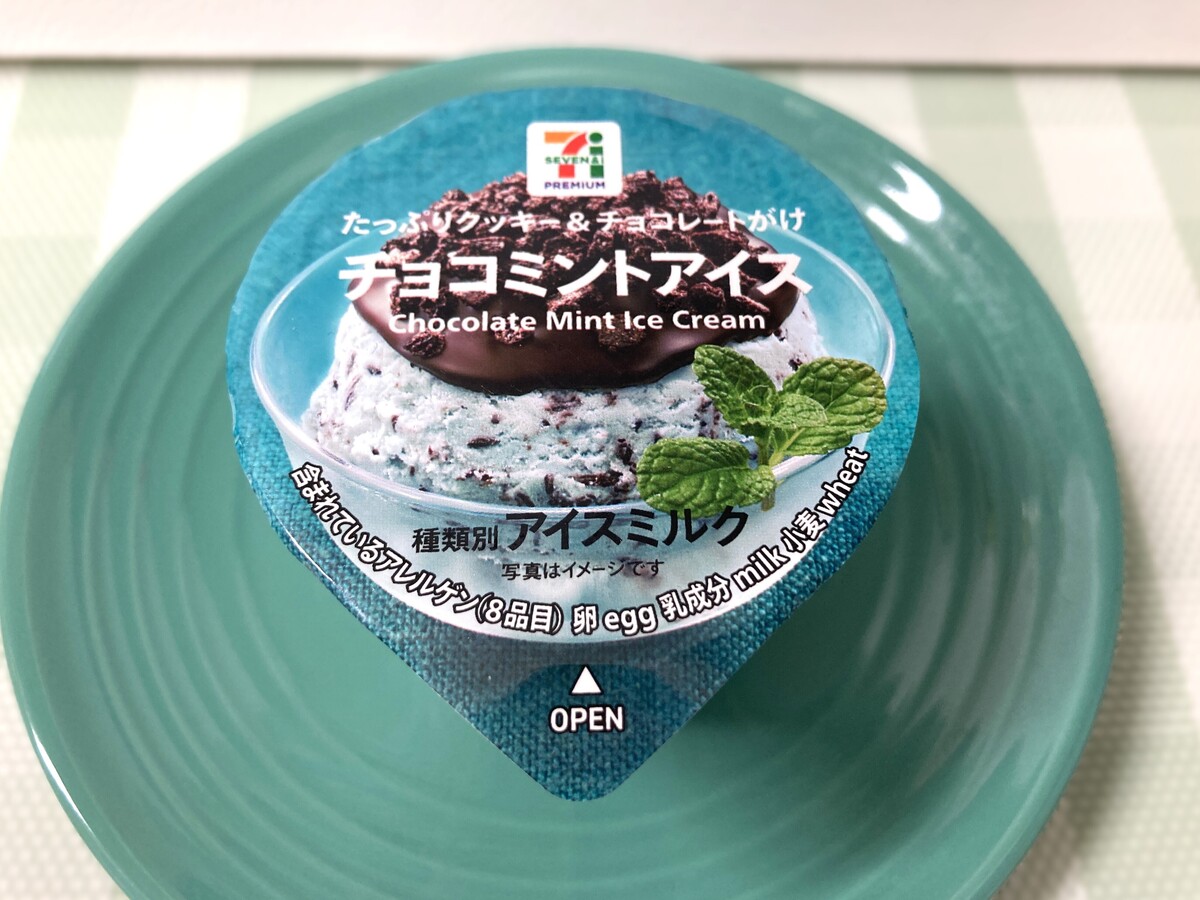 SEVEN & i
PREMIUM
たっぷりクッキー&チョコレートがけ
チョコミントアイス
Chocolate Mint Ice Cream
種類別 アイスミルク
写真はイメージです
含まれているアレルゲン(8品目) 卵 egg 乳成分 milk 小麦 wheat
OPEN